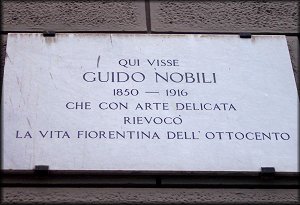 QUI VISSE
GUIDO NOBILI
1850 — 1916
CHE CON ARTE DELICATA
RIEVOCÒ
LA VITA FIORENTINA DELL'OTTOCENTO